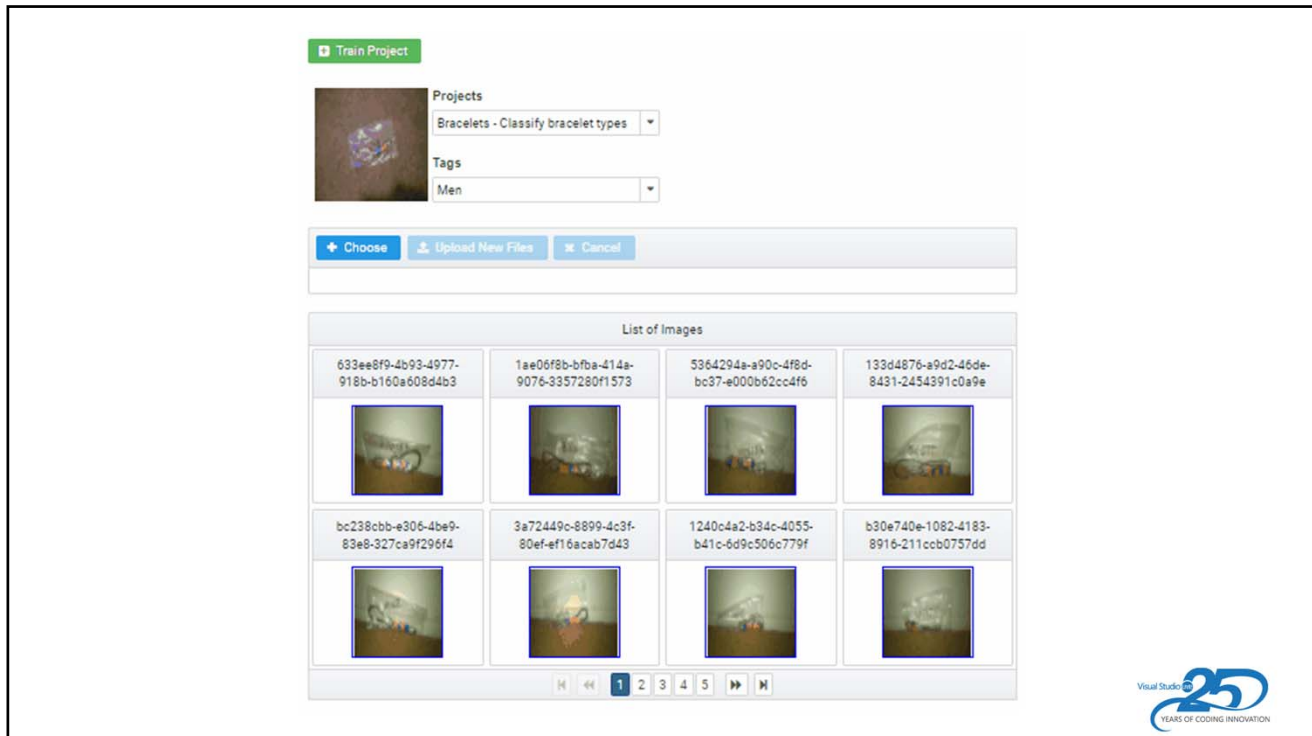 Train Project
Projects
Bracelets - Classify bracelet types
Tags
Men
Choose
Upload New Files
Cancel
List of Images
633ee8f9-4b93-4977-
918b-b160a608d4b3
1ae06f8b-bfba-414a-
9076-3357280f1573
5364294a-a90c-4f8d-
bc37-e000b62cc4f6
133d4876-a9d2-46de-
8431-2454391c0a9e
bc238cbb-e306-4be9-
83e8-327ca9f296f4
3a72449c-8899-4c3f-
80ef-ef16acab7d43
1240c4a2-b34c-4055-
b41c-6d9c506c779f
b30e740e-1082-4183-
8916-211ccb0757dd
1 2 3 4 5
Visual Studio LIVE! 25
YEARS OF CODING INNOVATION